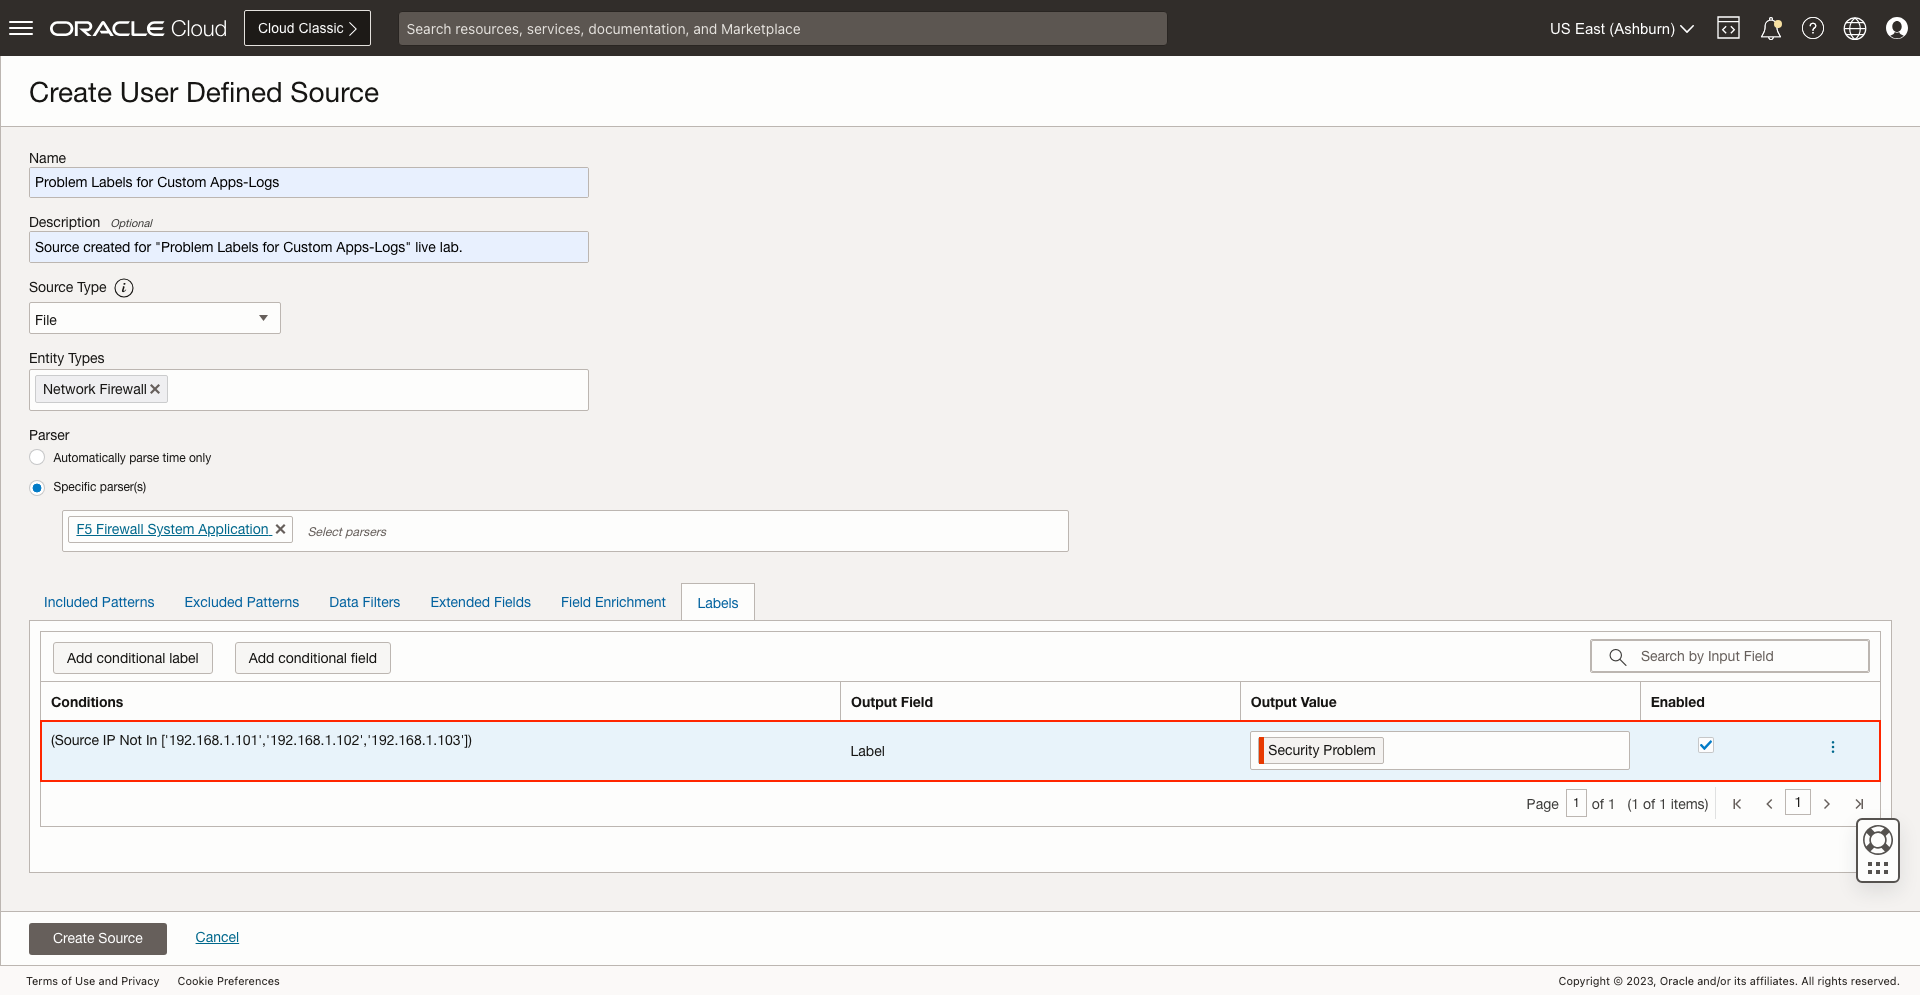 ORACLE Cloud
Cloud Classic
Search resources, services, documentation, and Marketplace
US East (Ashburn)
Create User Defined Source
Name
Problem Labels for Custom Apps-Logs
Description Optional
Source created for "Problem Labels for Custom Apps-Logs" live lab.
Source Type i
File
Entity Types
Network Firewall
Parser
Automatically parse time only
Specific parser(s)
F5 Firewall System Application
Select parsers
Included Patterns
Excluded Patterns
Data Filters
Extended Fields
Field Enrichment
Labels
Add conditional label
Add conditional field
Search by Input Field
Conditions
Output Field
Output Value
Enabled
(Source IP Not In ['192.168.1.101','192.168.1.102','192.168.1.103'])
Label
Security Problem
Page 1 of 1 (1 of 1 items)
1
Create Source
Cancel
Terms of Use and Privacy
Cookie Preferences
Copyright © 2023, Oracle and/or its affiliates. All rights reserved.